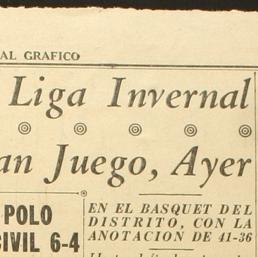 AL GRAFICO
Liga Invernal
an Juego, Ayer
POLO
CIVIL 6-4
EN EL BASQUET DEL
DISTRITO, CON LA
ANOTACION DE 41-36